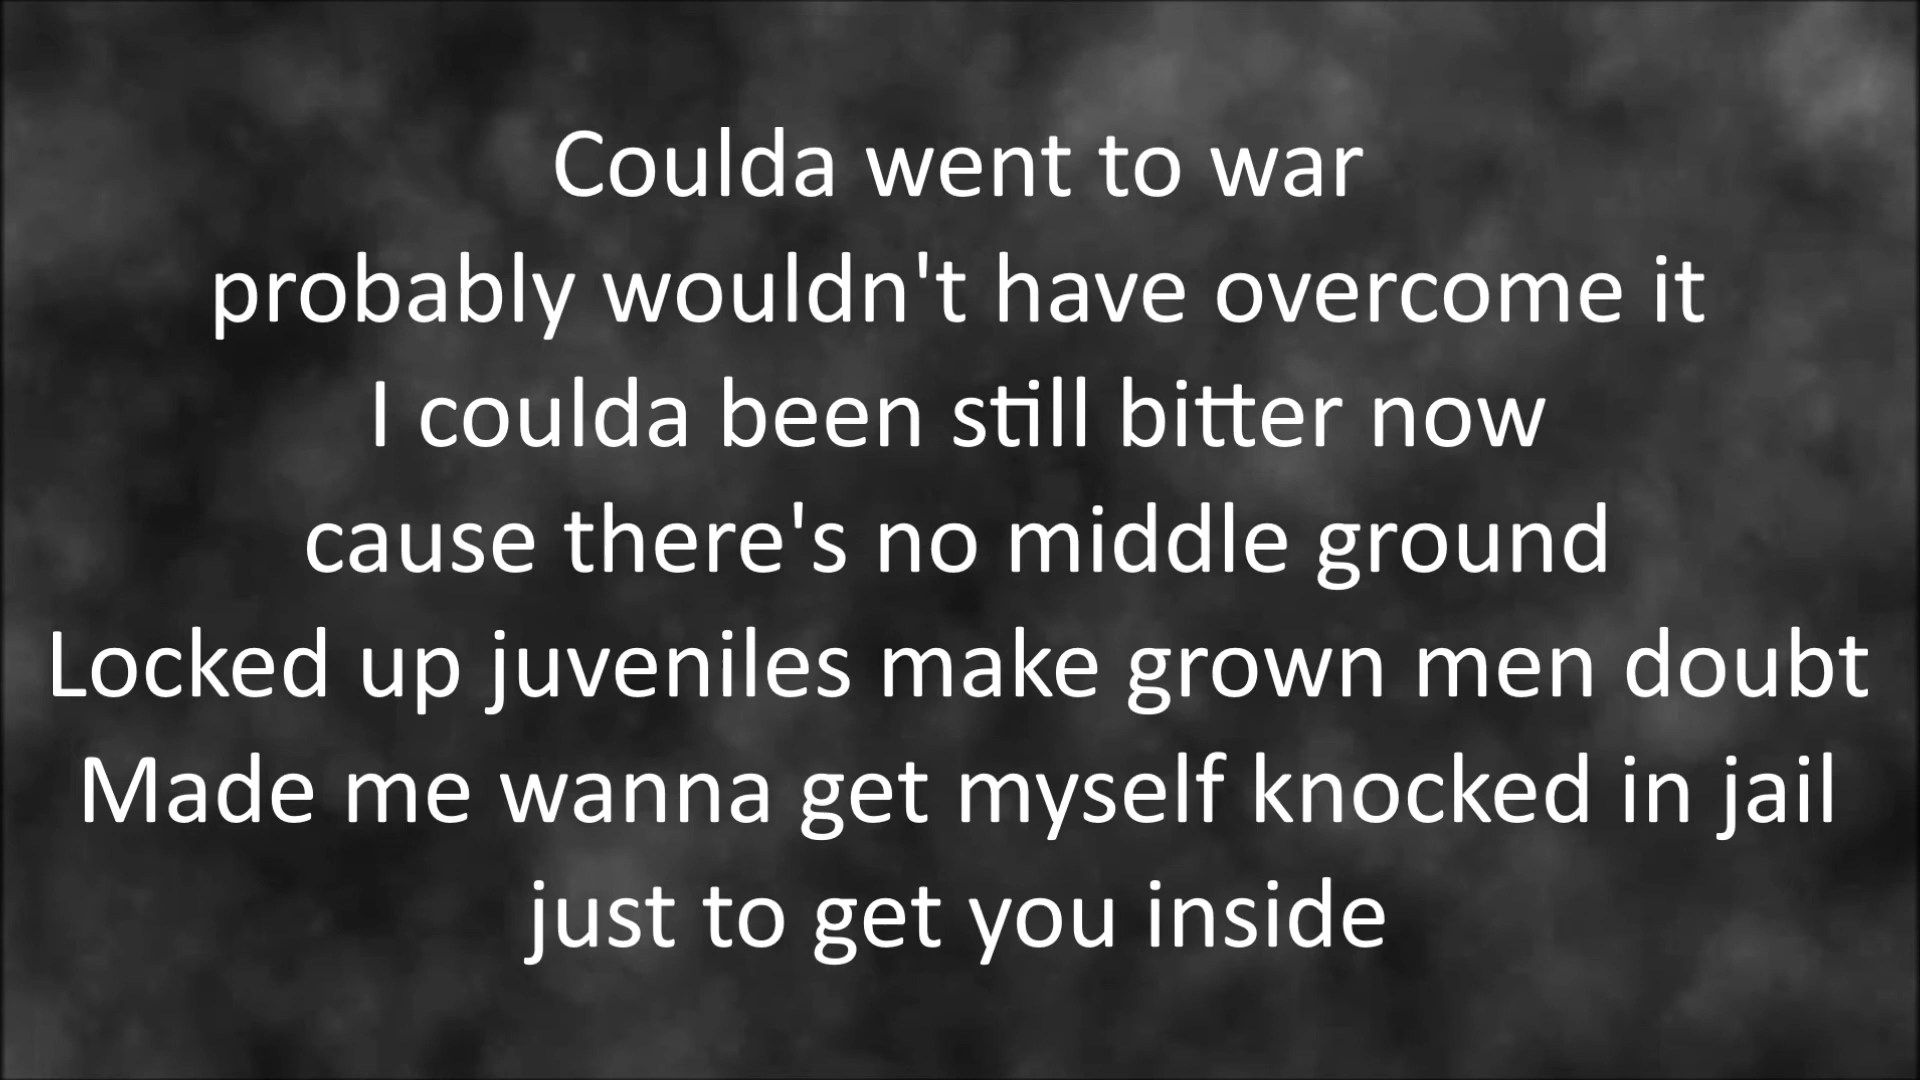 Coulda went to war
probably wouldn't have overcome it
I coulda been still bitter now
cause there's no middle ground
Locked up juveniles make grown men doubt
Made me wanna get myself knocked in jail
just to get you inside